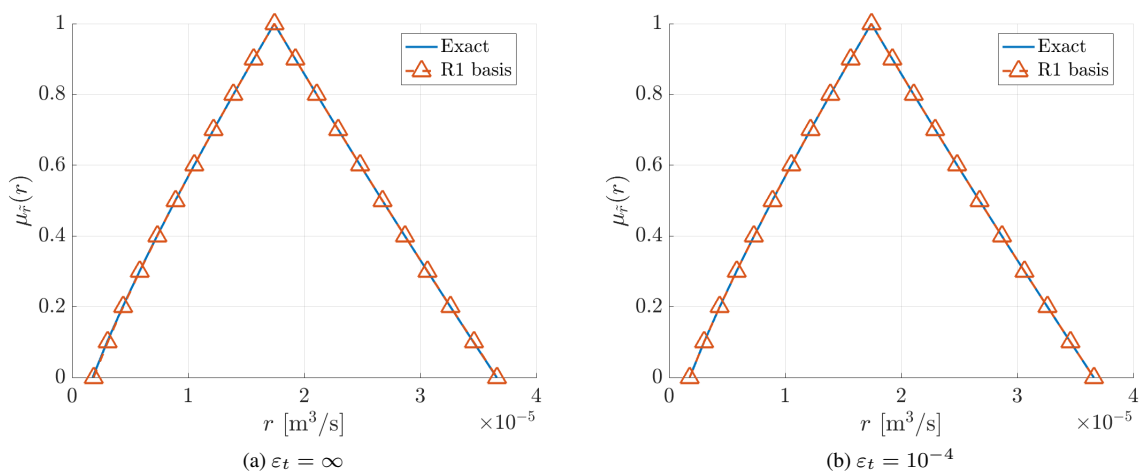 1
0.8
0.6
0.4
0.2
0
μ_r̃(r)
Exact
R1 basis
0 1 2 3 4
r [m³/s] ×10⁻⁵
(a) ε_t = ∞
1
0.8
0.6
0.4
0.2
0
μ_r̃(r)
Exact
R1 basis
0 1 2 3 4
r [m³/s] ×10⁻⁵
(b) ε_t = 10⁻⁴